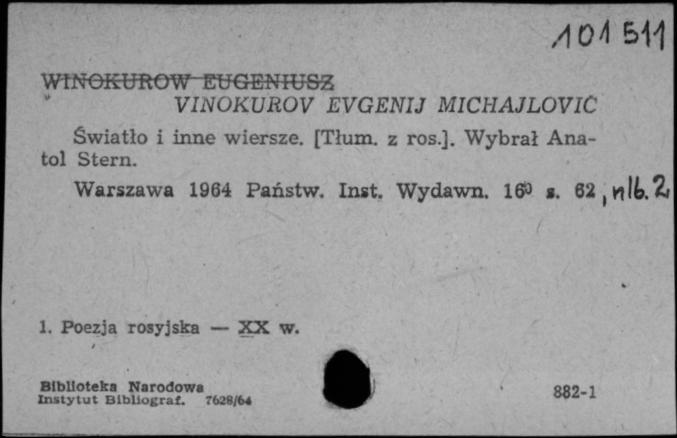 101 511
WINOKUROW EUGENIUSZ
VINOKUROV EVGENIJ MICHAJLOVIČ
Światło i inne wiersze. [Tłum. z ros.]. Wybrał Ana-
tol Stern.
Warszawa 1964 Państw. Inst. Wydawn. 16⁰ s. 62, nlb. 2
1. Poezja rosyjska — XX w.
Biblioteka Narodowa
Instytut Bibliograf. 7628/64
882-1